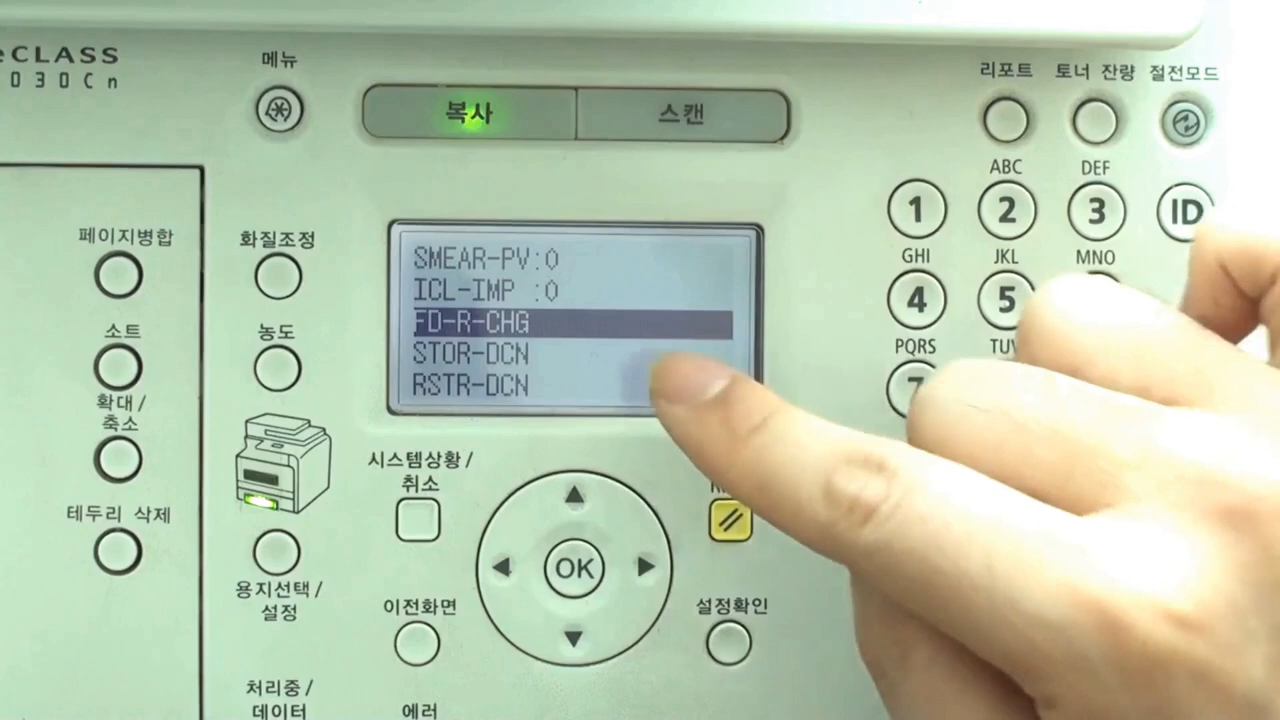 eCLASS
030Cn
메뉴
복사
스캔
리포트
토너 잔량
절전모드
ABC
DEF
1
2
3
ID
GHI
JKL
MNO
4
5
PQRS
TUV
7
페이지병합
소트
확대/
축소
테두리 삭제
화질조정
농도
용지선택/
설정
처리중/
데이터
SMEAR-PV:0
ICL-IMP :0
FD-R-CHG
STOR-DCN
RSTR-DCN
시스템상황/
취소
OK
이전화면
설정확인
에러